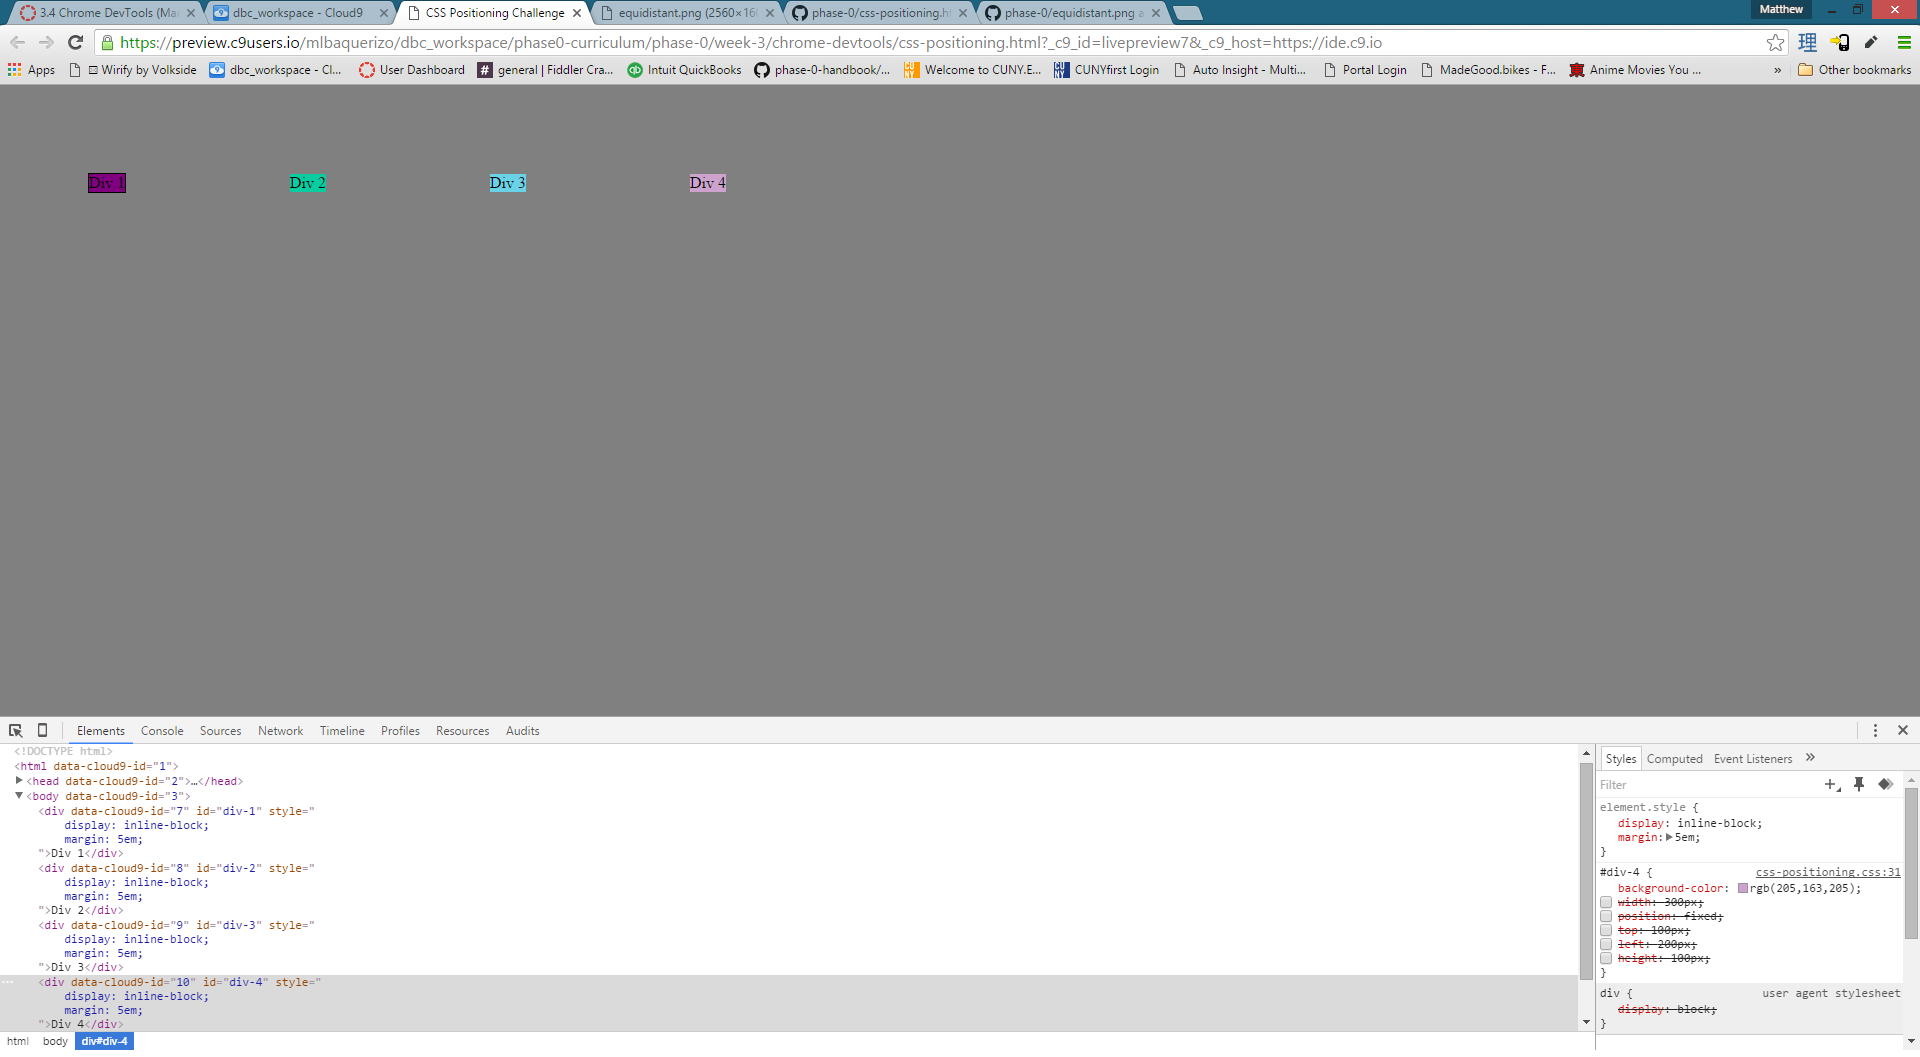 3.4 Chrome DevTools (Ma
dbc_workspace - Cloud9
CSS Positioning Challenge
equidistant.png (2560×16
phase-0/css-positioning.h
phase-0/equidistant.png a
Matthew
https://preview.c9users.io/mlbaquerizo/dbc_workspace/phase0-curriculum/phase-0/week-3/chrome-devtools/css-positioning.html?_c9_id=livepreview7&_c9_host=https://ide.c9.io
理
Apps
Wirify by Volkside
dbc_workspace - Cl...
User Dashboard
# general | Fiddler Cra...
qb Intuit QuickBooks
phase-0-handbook/...
Welcome to CUNY.E...
CU NY CUNYfirst Login
Auto Insight - Multi...
Portal Login
MadeGood.bikes - F...
東 Anime Movies You ...
»
Other bookmarks
Div 1
Div 2
Div 3
Div 4
Elements Console Sources Network Timeline Profiles Resources Audits
<!DOCTYPE html>
<html data-cloud9-id="1">
<head data-cloud9-id="2">…</head>
<body data-cloud9-id="3">
<div data-cloud9-id="7" id="div-1" style="
display: inline-block;
margin: 5em;
">Div 1</div>
<div data-cloud9-id="8" id="div-2" style="
display: inline-block;
margin: 5em;
">Div 2</div>
<div data-cloud9-id="9" id="div-3" style="
display: inline-block;
margin: 5em;
">Div 3</div>
<div data-cloud9-id="10" id="div-4" style="
display: inline-block;
margin: 5em;
">Div 4</div>
html body div#div-4
Styles Computed Event Listeners »
Filter
element.style {
display: inline-block;
margin: 5em;
}
#div-4 { css-positioning.css:31
background-color: rgb(205,163,205);
width: 300px;
position: fixed;
top: 100px;
left: 200px;
height: 100px;
}
div { user agent stylesheet
display: block;
}